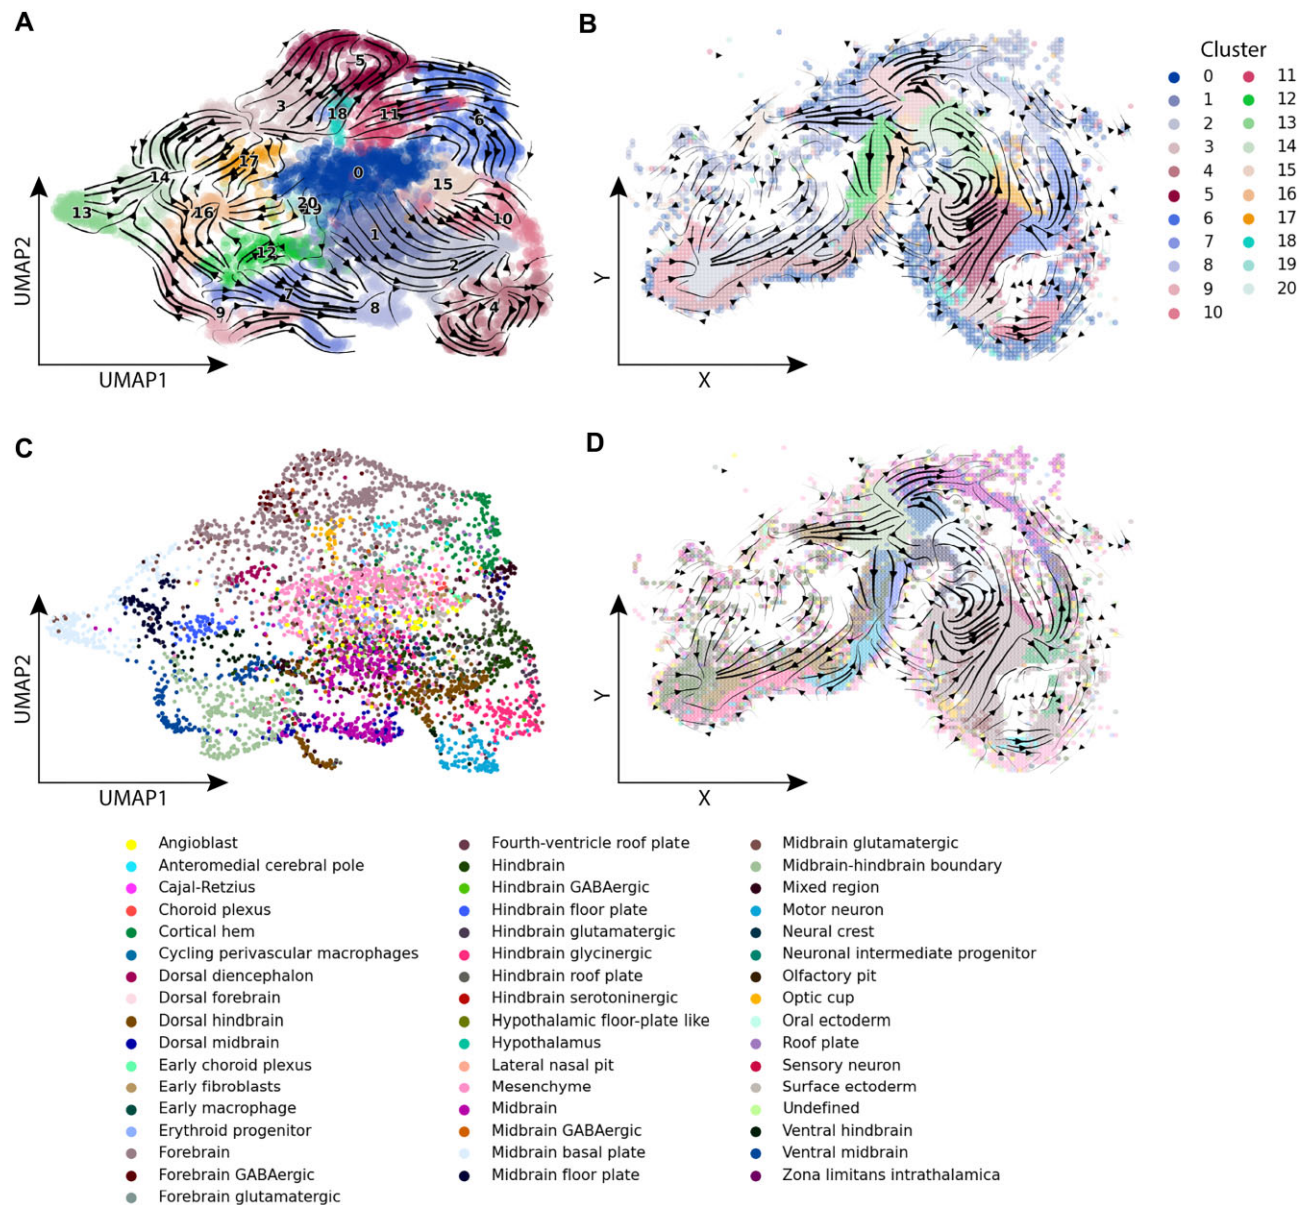 A
B
Cluster
0
1
2
3
4
5
6
7
8
9
10
11
12
13
14
15
16
17
18
19
20
5
3
18
11
6
17
0
14
15
20
19
13
16
10
1
12
2
7
8
4
9
UMAP2
UMAP1
Y
X
C
D
UMAP2
UMAP1
Y
X
Angioblast
Anteromedial cerebral pole
Cajal-Retzius
Choroid plexus
Cortical hem
Cycling perivascular macrophages
Dorsal diencephalon
Dorsal forebrain
Dorsal hindbrain
Dorsal midbrain
Early choroid plexus
Early fibroblasts
Early macrophage
Erythroid progenitor
Forebrain
Forebrain GABAergic
Forebrain glutamatergic
Fourth-ventricle roof plate
Hindbrain
Hindbrain GABAergic
Hindbrain floor plate
Hindbrain glutamatergic
Hindbrain glycinergic
Hindbrain roof plate
Hindbrain serotoninergic
Hypothalamic floor-plate like
Hypothalamus
Lateral nasal pit
Mesenchyme
Midbrain
Midbrain GABAergic
Midbrain basal plate
Midbrain floor plate
Midbrain glutamatergic
Midbrain-hindbrain boundary
Mixed region
Motor neuron
Neural crest
Neuronal intermediate progenitor
Olfactory pit
Optic cup
Oral ectoderm
Roof plate
Sensory neuron
Surface ectoderm
Undefined
Ventral hindbrain
Ventral midbrain
Zona limitans intrathalamica